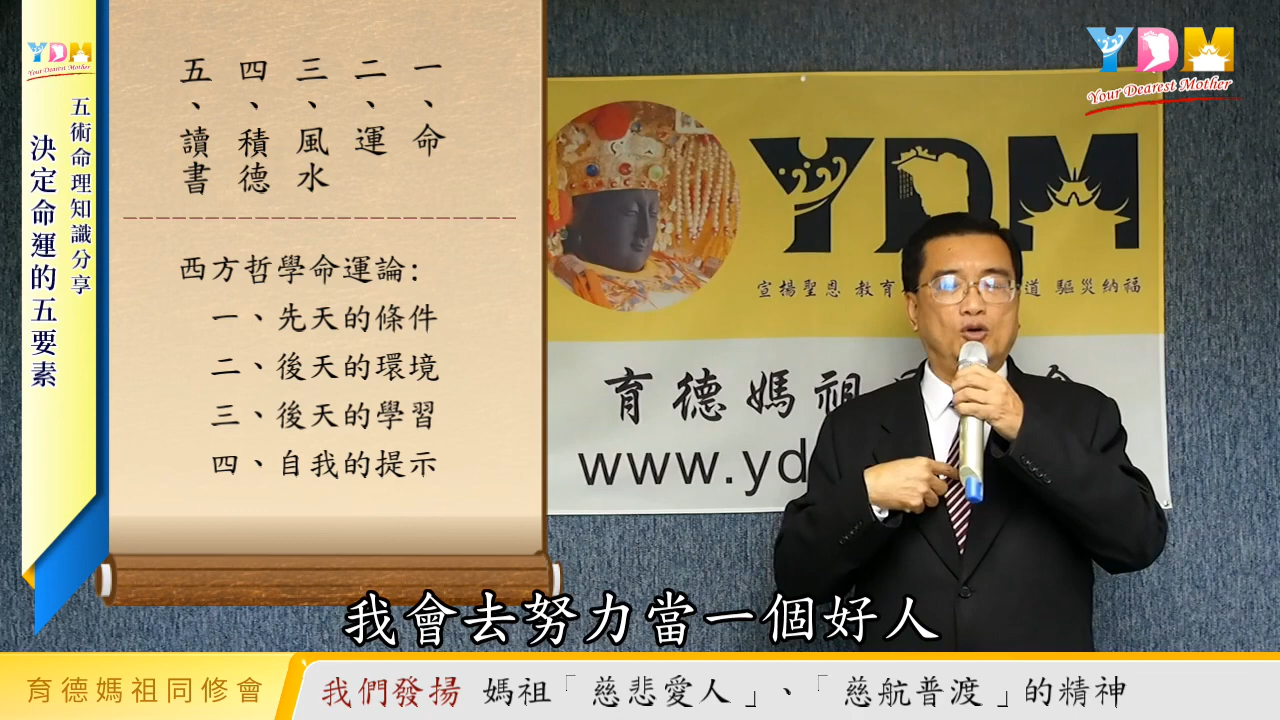 YDM
Your Dearest Mother
五術命理知識分享
決定命運的五要素
一、命
二、運
三、風水
四、積德
五、讀書
西方哲學命運論：
一、先天的條件
二、後天的環境
三、後天的學習
四、自我的提示
YDM
Your Dearest Mother
YDM
宣揚聖恩 教育
道 驅災納福
育德媽祖
www.yd
我會去努力當一個好人
育德媽祖同修會
我們發揚 媽祖「慈悲愛人」、「慈航普渡」的精神